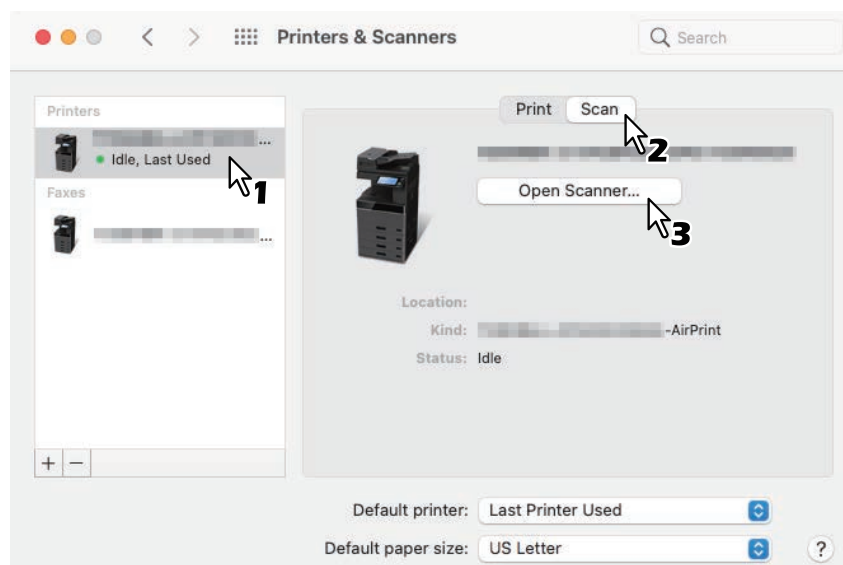 Printers & Scanners
Search
Printers
...
Idle, Last Used
1
Faxes
...
Print Scan
2
Open Scanner...
3
Location:
Kind: -AirPrint
Status: Idle
+ −
Default printer: Last Printer Used
Default paper size: US Letter
?